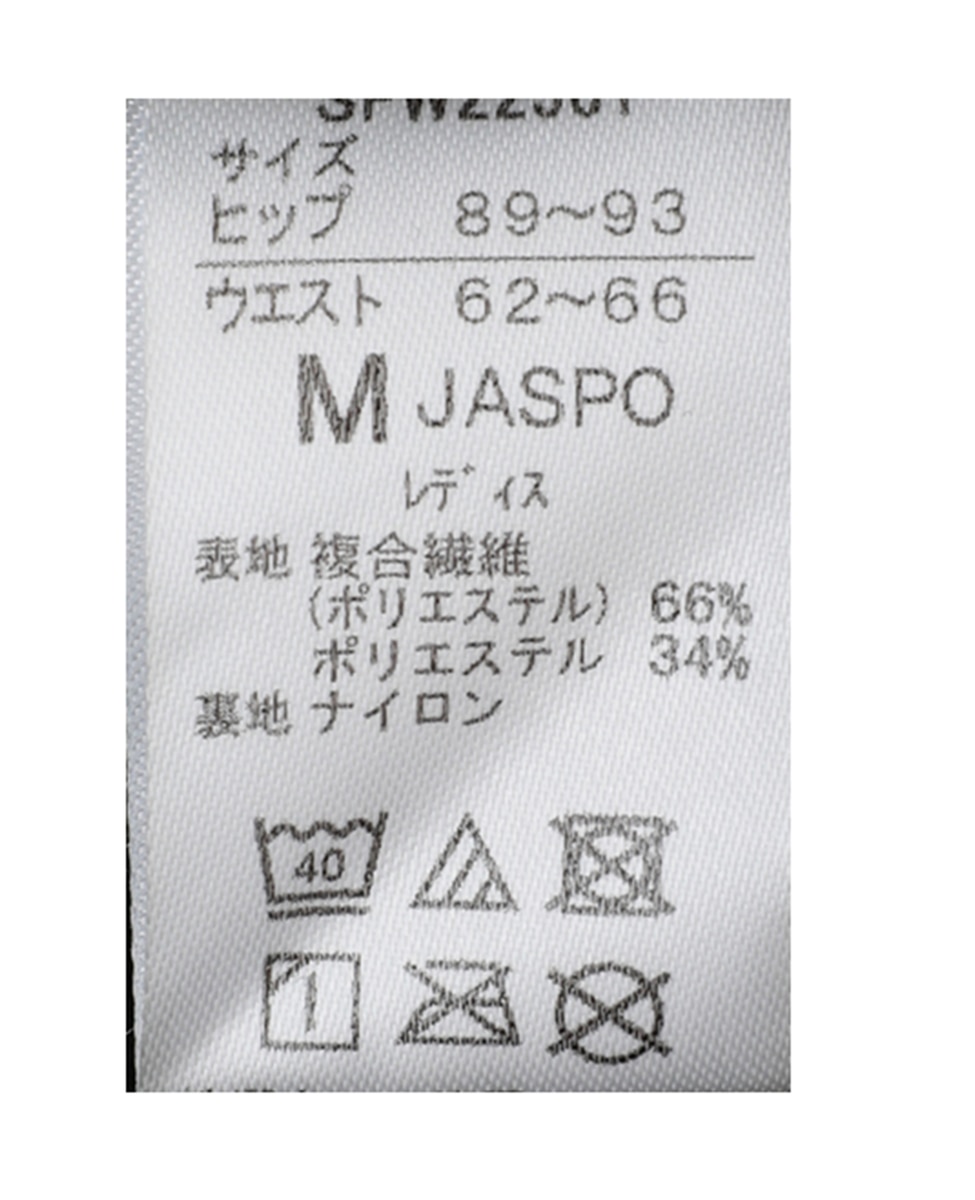 サイズ
ヒップ 89〜93
ウエスト 62〜66
M JASPO
レディス
表地 複合繊維
(ポリエステル) 66%
ポリエステル 34%
裏地 ナイロン
40